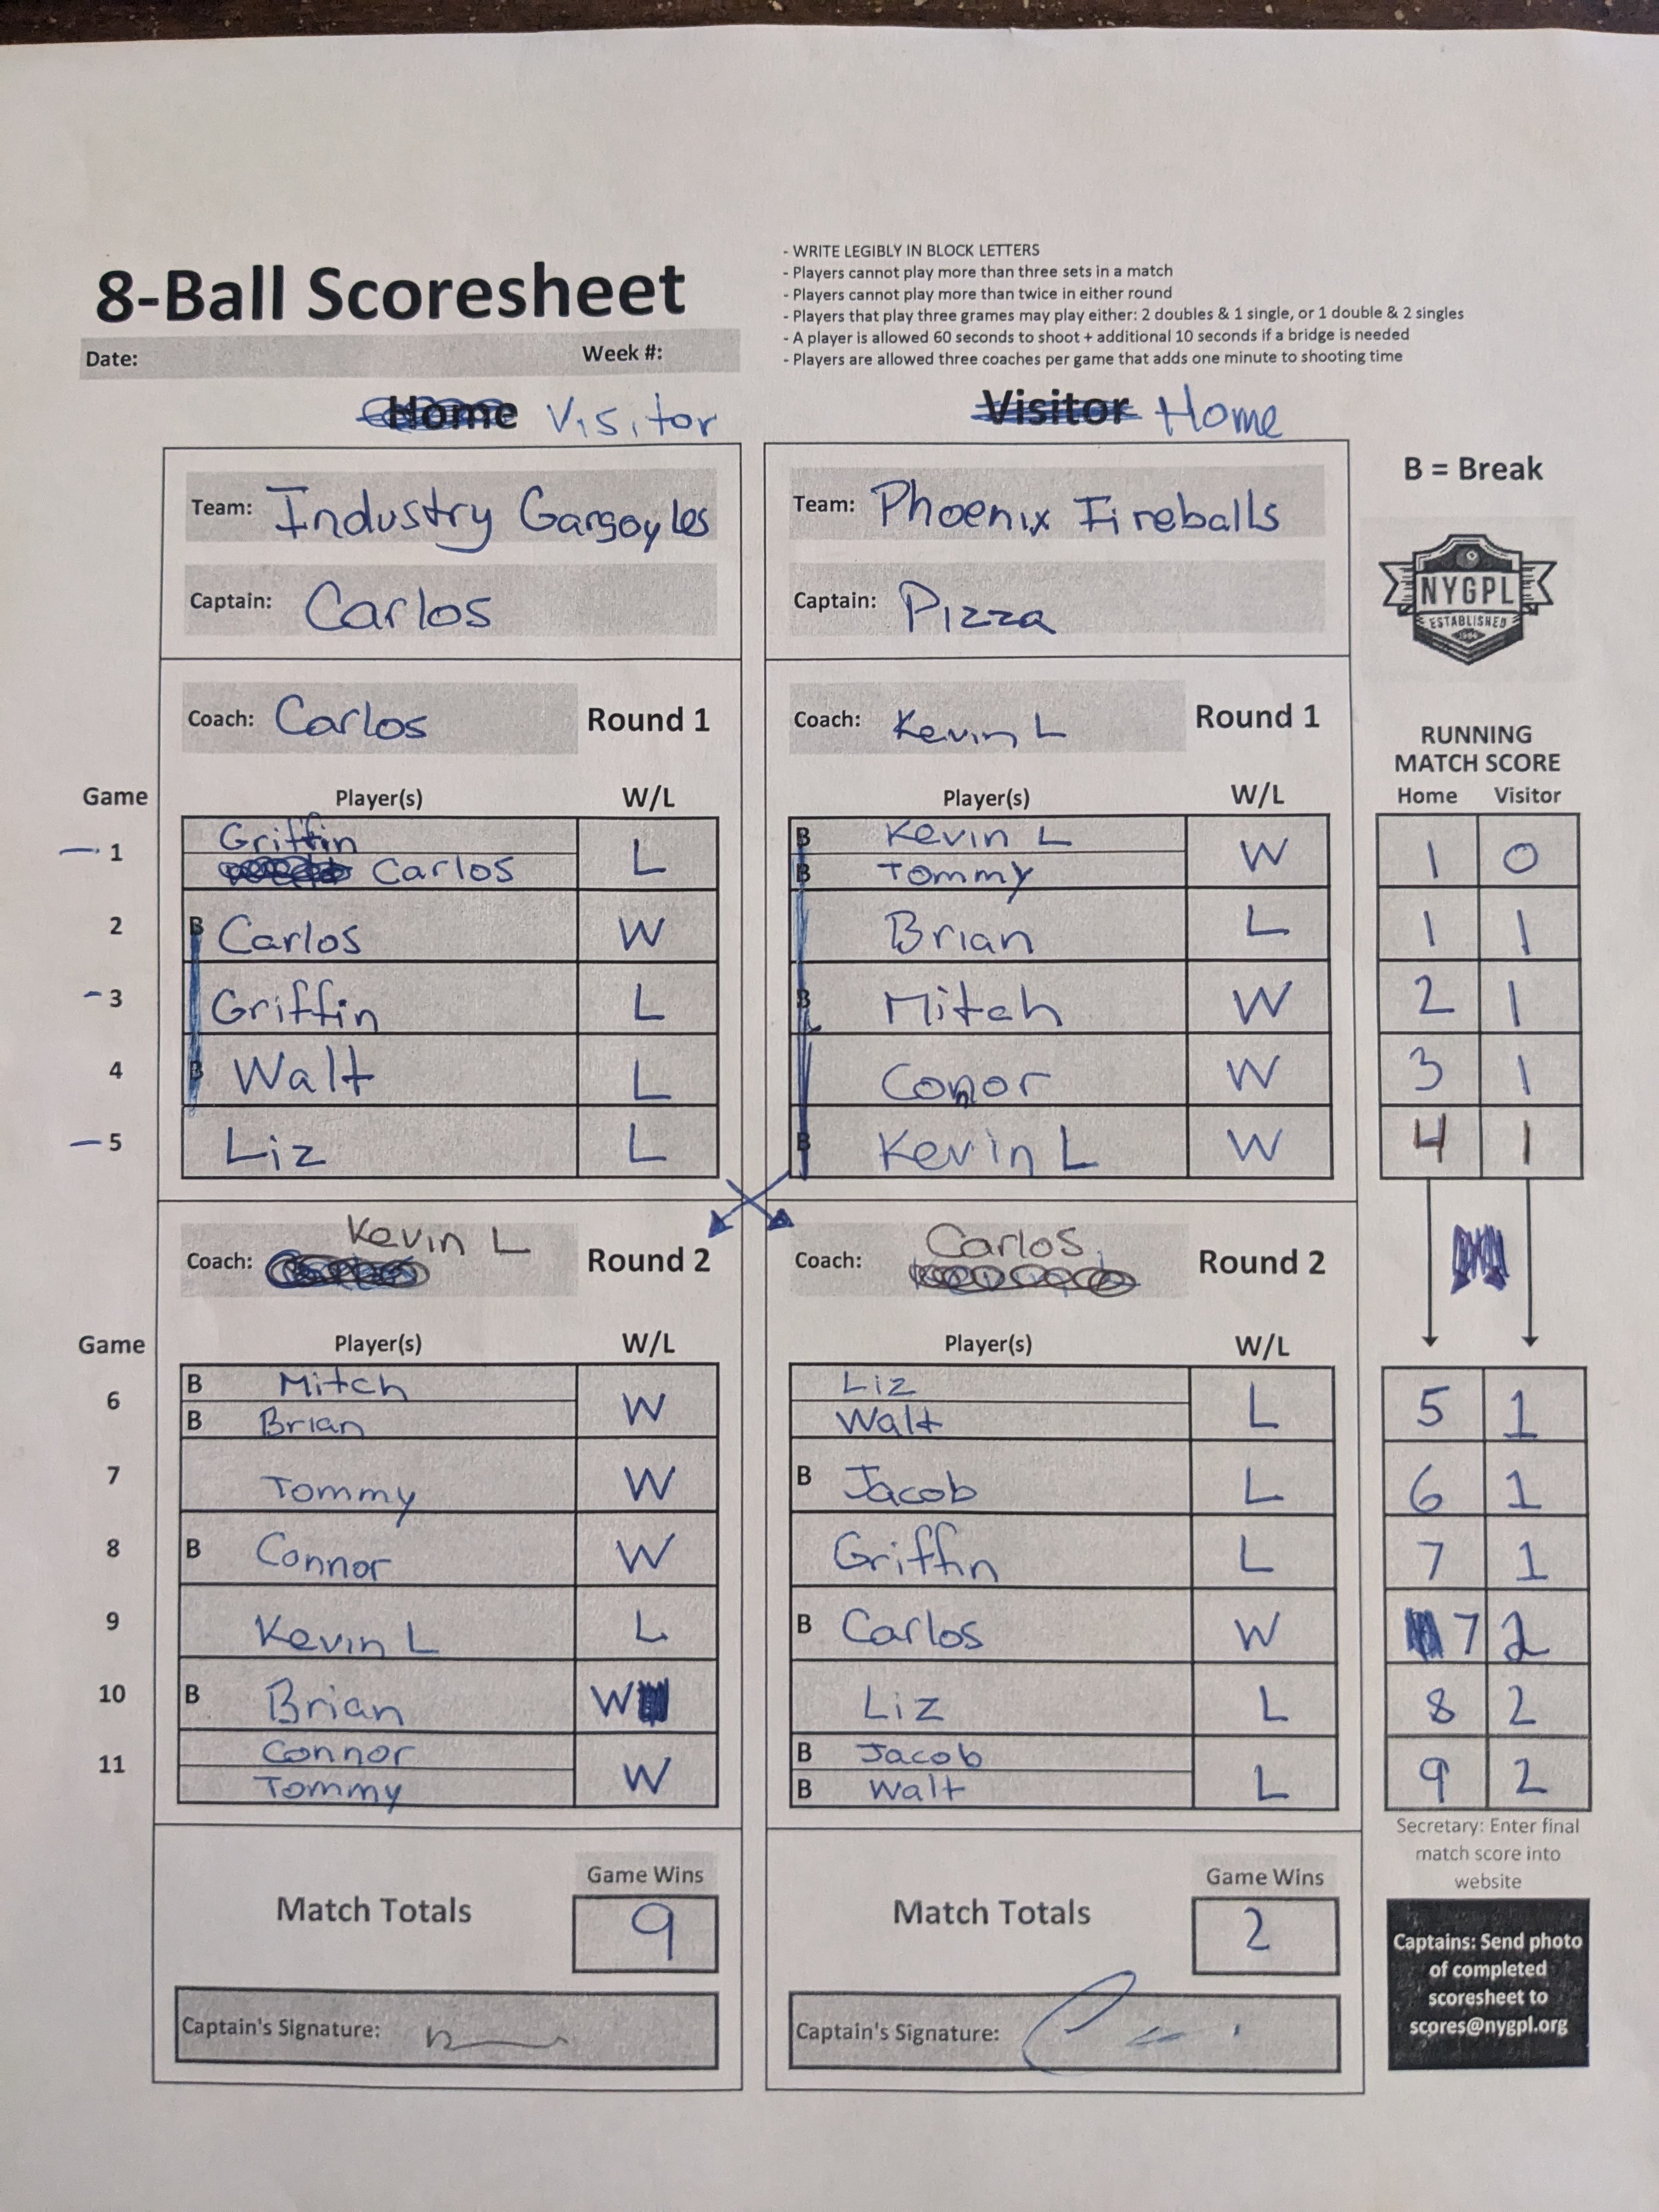 - WRITE LEGIBLY IN BLOCK LETTERS
- Players cannot play more than three sets in a match
- Players cannot play more than twice in either round
- Players that play three grames may play either: 2 doubles & 1 single, or 1 double & 2 singles
- A player is allowed 60 seconds to shoot + additional 10 seconds if a bridge is needed
- Players are allowed three coaches per game that adds one minute to shooting time
8-Ball Scoresheet
Date: Week #:
Home Visitor
Visitor Home
B = Break
Team: Industry Gargoyles
Team: Phoenix Fireballs
Captain: Carlos
Captain: Pizza
NYGPL
ESTABLISHED
Coach: Carlos Round 1
Coach: Kevin L Round 1
RUNNING
MATCH SCORE
Game Player(s) W/L Player(s) W/L Home Visitor
1 Griffin Carlos L B Kevin L B Tommy W 1 0
2 B Carlos W Brian L 1 1
3 Griffin L B Mitch W 2 1
4 B Walt L Conor W 3 1
5 Liz L B Kevin L W 4 1
Coach: Kevin L Round 2
Coach: Carlos Round 2
Game Player(s) W/L Player(s) W/L
6 B Mitch B Brian W Liz Walt L 5 1
7 Tommy W B Jacob L 6 1
8 B Connor W Griffin L 7 1
9 Kevin L L B Carlos W 7 2
10 B Brian W Liz L 8 2
11 Connor Tommy W B Jacob B Walt L 9 2
Match Totals Game Wins 9
Match Totals Game Wins 2
Captain's Signature:
Captain's Signature:
Secretary: Enter final
match score into
website
Captains: Send photo
of completed
scoresheet to
scores@nygpl.org